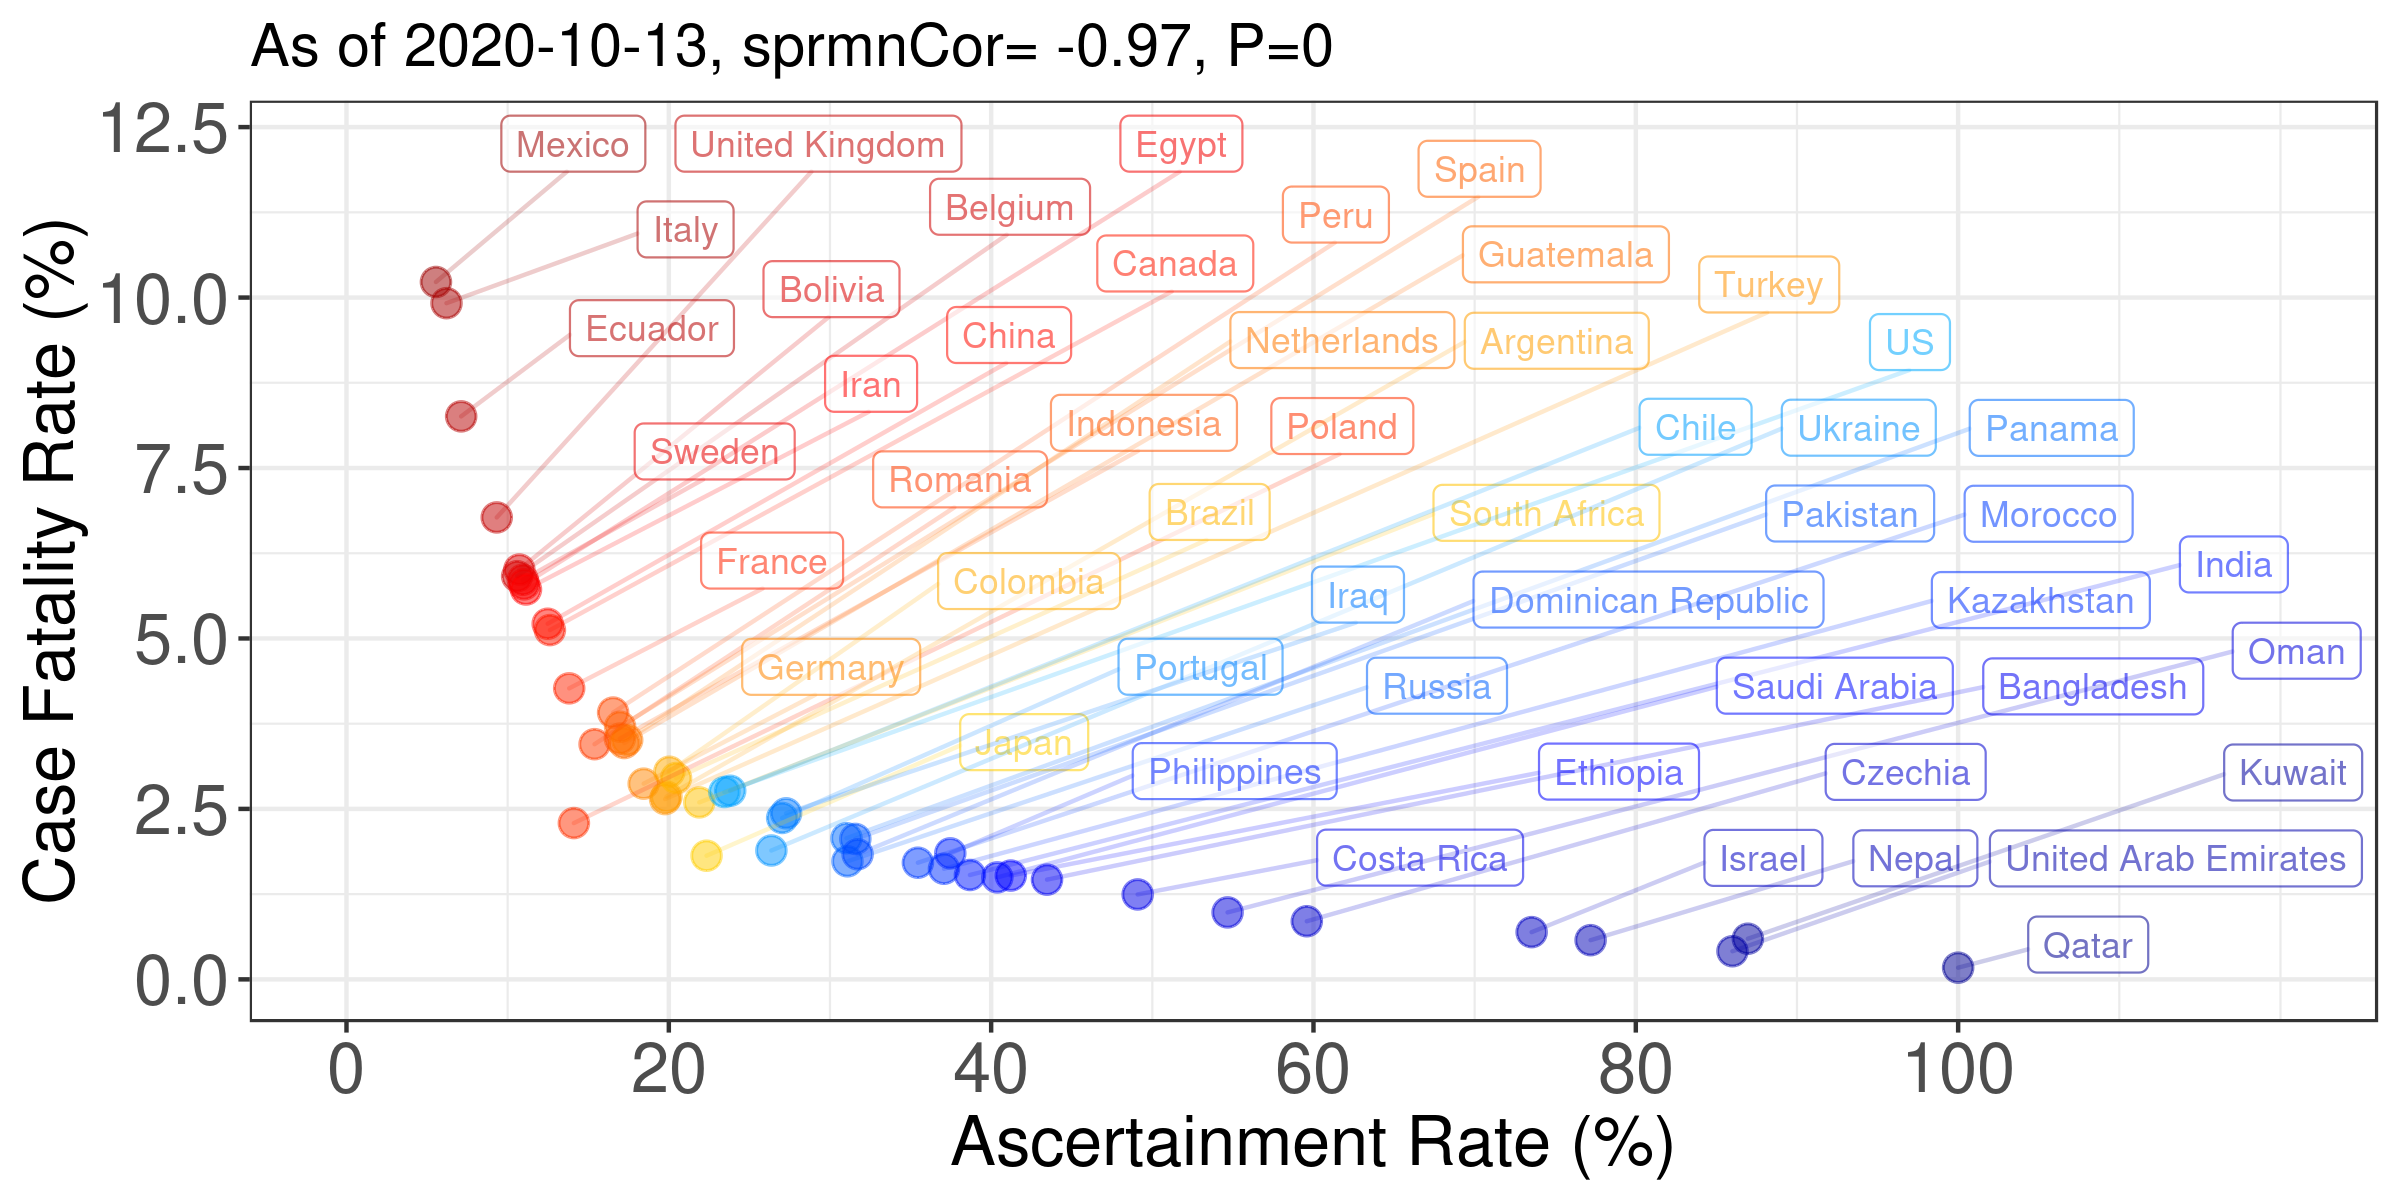 As of 2020-10-13, sprmnCor= -0.97, P=0
Case Fatality Rate (%)
12.5
10.0
7.5
5.0
2.5
0.0
Mexico
United Kingdom
Egypt
Spain
Belgium
Peru
Italy
Guatemala
Canada
Turkey
Bolivia
Ecuador
China
Netherlands
Argentina
US
Iran
Indonesia
Poland
Chile
Ukraine
Panama
Sweden
Romania
Brazil
South Africa
Pakistan
Morocco
France
India
Colombia
Iraq
Dominican Republic
Kazakhstan
Oman
Germany
Portugal
Russia
Saudi Arabia
Bangladesh
Japan
Philippines
Ethiopia
Czechia
Kuwait
Costa Rica
Israel
Nepal
United Arab Emirates
Qatar
0
20
40
60
80
100
Ascertainment Rate (%)